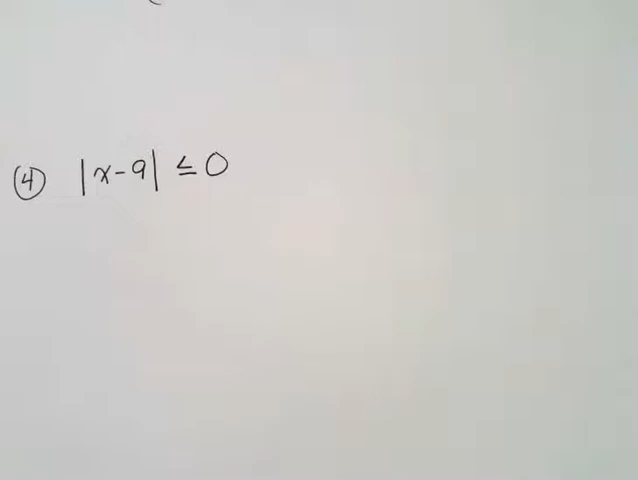 ④ |x-9| ≤ 0